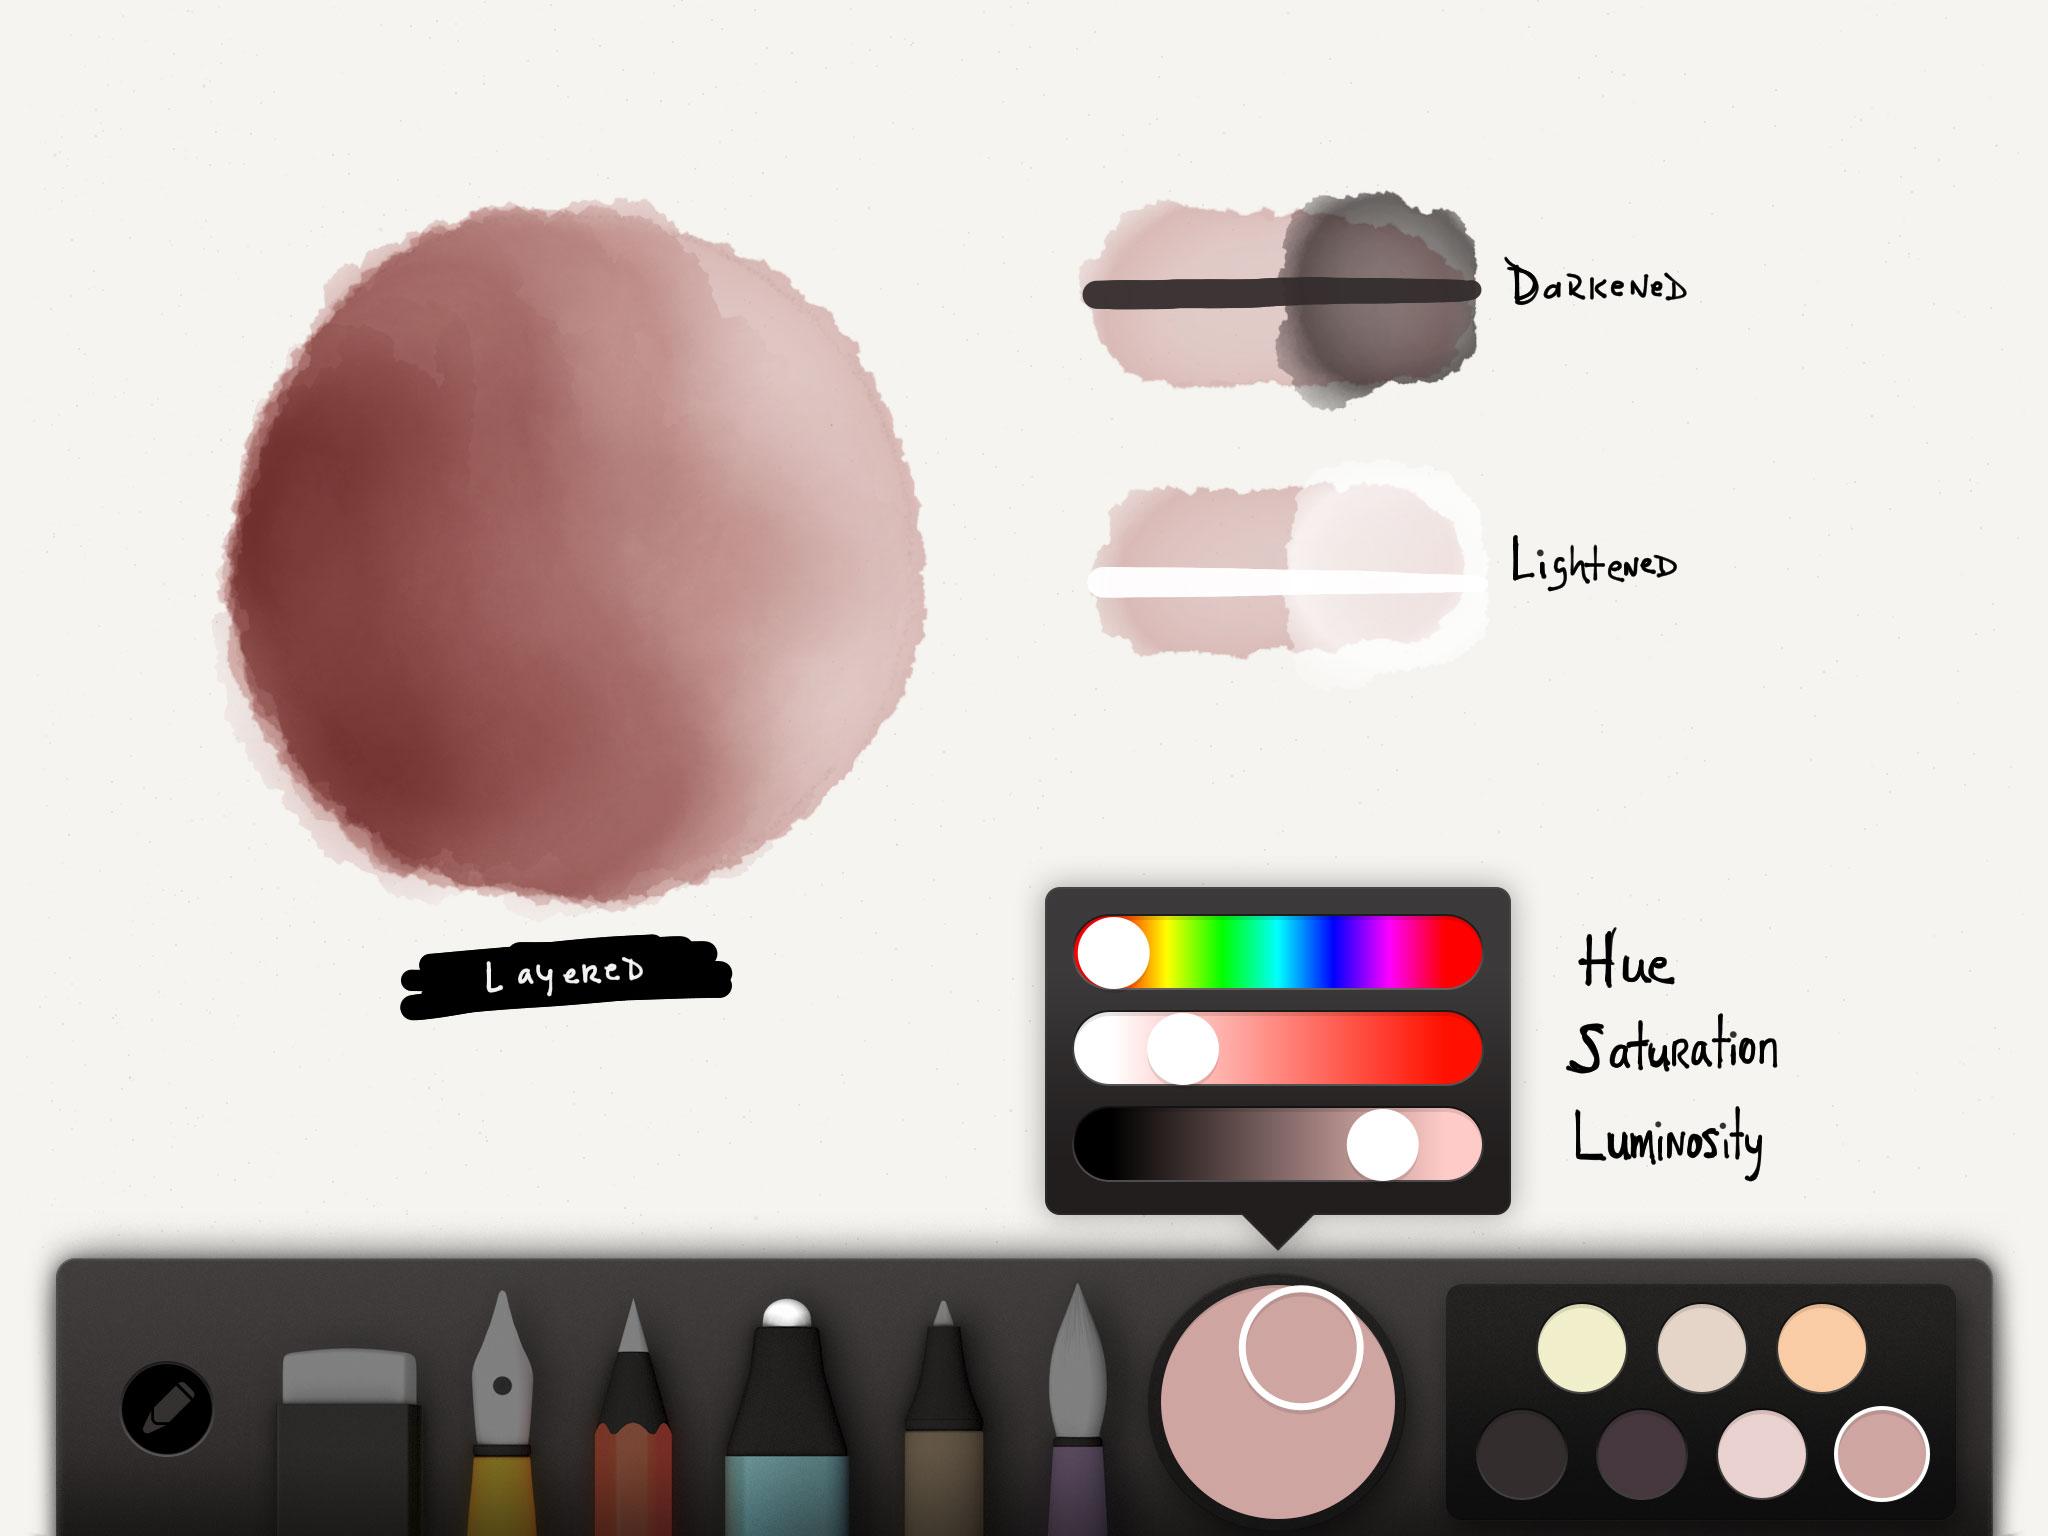 Darkened
Lightened
Layered
Hue
Saturation
Luminosity